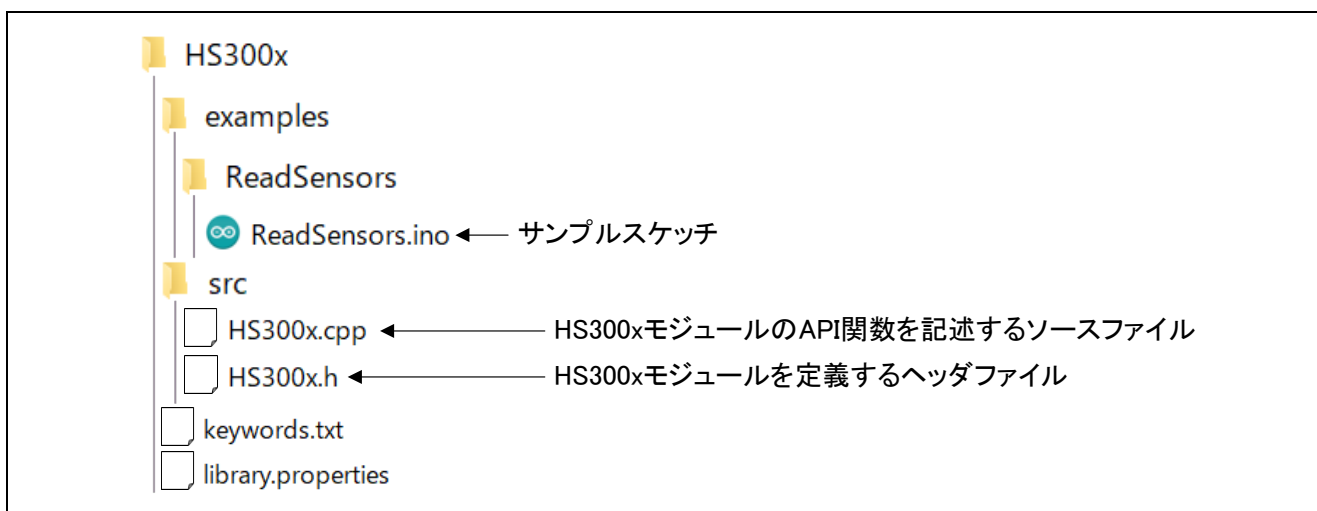 HS300x
examples
ReadSensors
ReadSensors.ino サンプルスケッチ
src
HS300x.cpp HS300xモジュールのAPI関数を記述するソースファイル
HS300x.h HS300xモジュールを定義するヘッダファイル
keywords.txt
library.properties